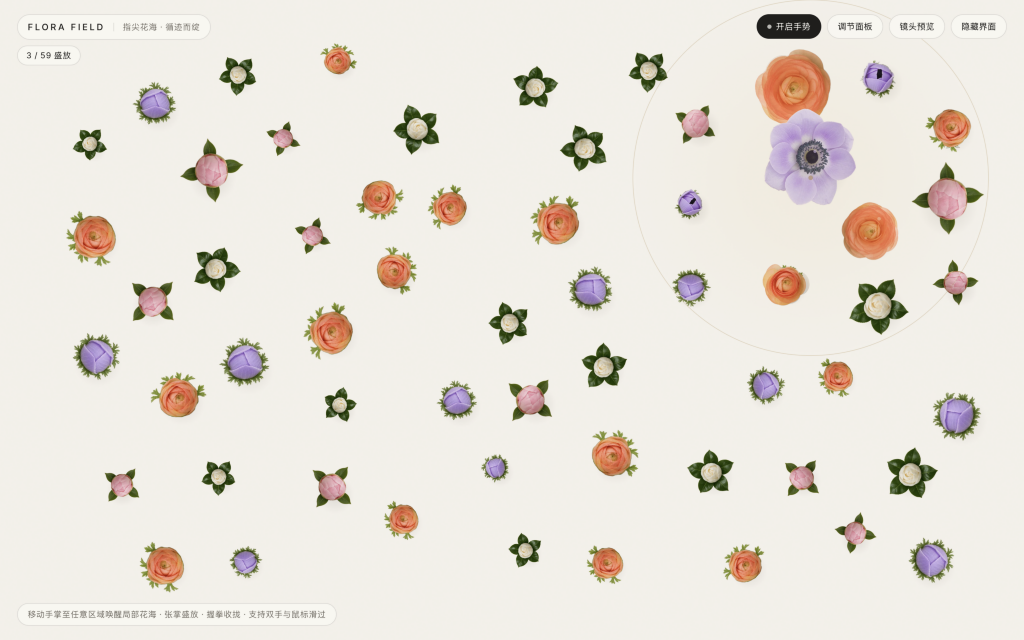 FLORA FIELD 指尖花海 · 循迹而绽
3 / 59 盛放
开启手势
调节面板
镜头预览
隐藏界面
移动手掌至任意区域唤醒局部花海 · 张掌盛放 · 握拳收拢 · 支持双手与鼠标滑过